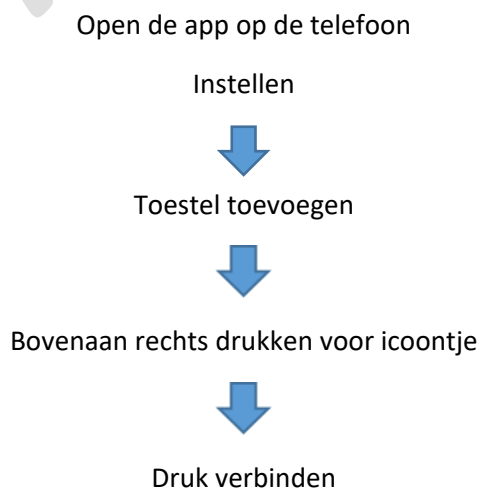 Open de app op de telefoon
Instellen
Toestel toevoegen
Bovenaan rechts drukken voor icoontje
Druk verbinden